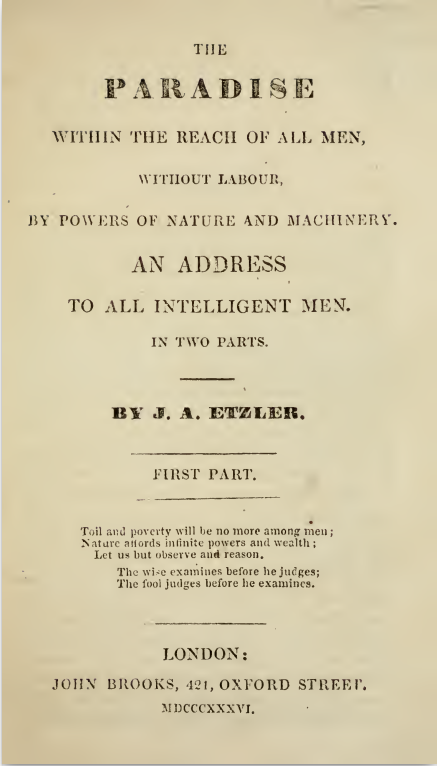 THE
PARADISE
WITHIN THE REACH OF ALL MEN,
WITHOUT LABOUR,
BY POWERS OF NATURE AND MACHINERY.
AN ADDRESS
TO ALL INTELLIGENT MEN.
IN TWO PARTS.
BY J. A. ETZLER.
FIRST PART.
Toil and poverty will be no more among men;
Nature affords infinite powers and wealth;
Let us but observe and reason.
The wise examines before he judges;
The fool judges before he examines.
LONDON:
JOHN BROOKS, 421, OXFORD STREET.
MDCCCXXXVI.